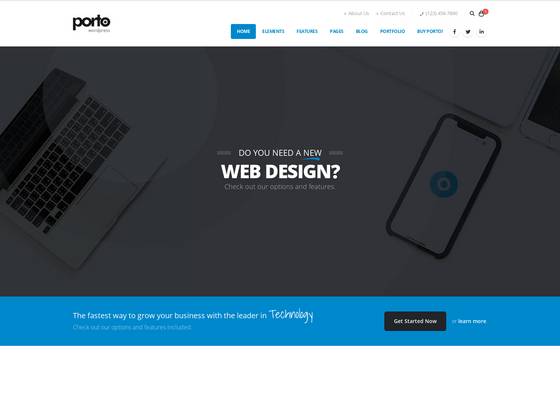 porto
wordpress
About Us
Contact Us
(123) 456-7890
HOME
ELEMENTS
FEATURES
PAGES
BLOG
PORTFOLIO
BUY PORTO!
DO YOU NEED A NEW
WEB DESIGN?
Check out our options and features.
The fastest way to grow your business with the leader in Technology
Check out our options and features included.
Get Started Now
or learn more.